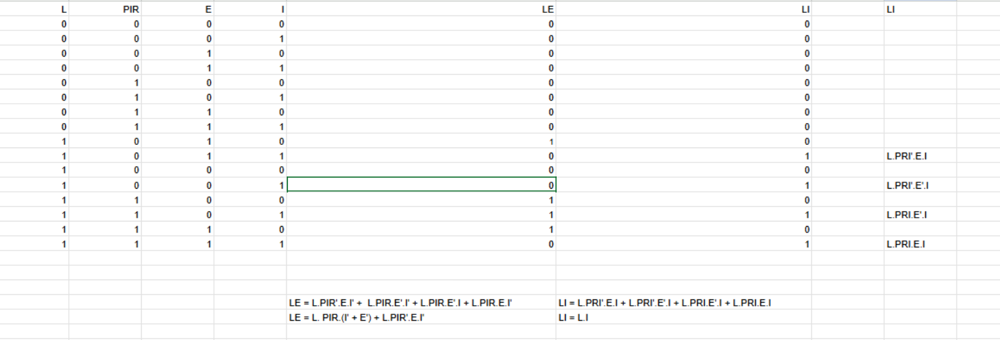 L PIR E I LE LI LI
0 0 0 0 0 0
0 0 0 1 0 0
0 0 1 0 0 0
0 0 1 1 0 0
0 1 0 0 0 0
0 1 0 1 0 0
0 1 1 0 0 0
0 1 1 1 0 0
1 0 1 0 1 0
1 0 1 1 0 1 L.PRI'.E.I
1 0 0 0 0 0
1 0 0 1 0 1 L.PRI'.E'.I
1 1 0 0 1 0
1 1 0 1 1 1 L.PRI.E'.I
1 1 1 0 1 0
1 1 1 1 0 1 L.PRI.E.I
LE = L.PIR'.E.I' + L.PIR.E'.I' + L.PIR.E'.I + L.PIR.E.I' LI = L.PRI'.E.I + L.PRI'.E'.I + L.PRI.E'.I + L.PRI.E.I
LE = L. PIR.(I' + E') + L.PIR'.E.I' LI = L.I